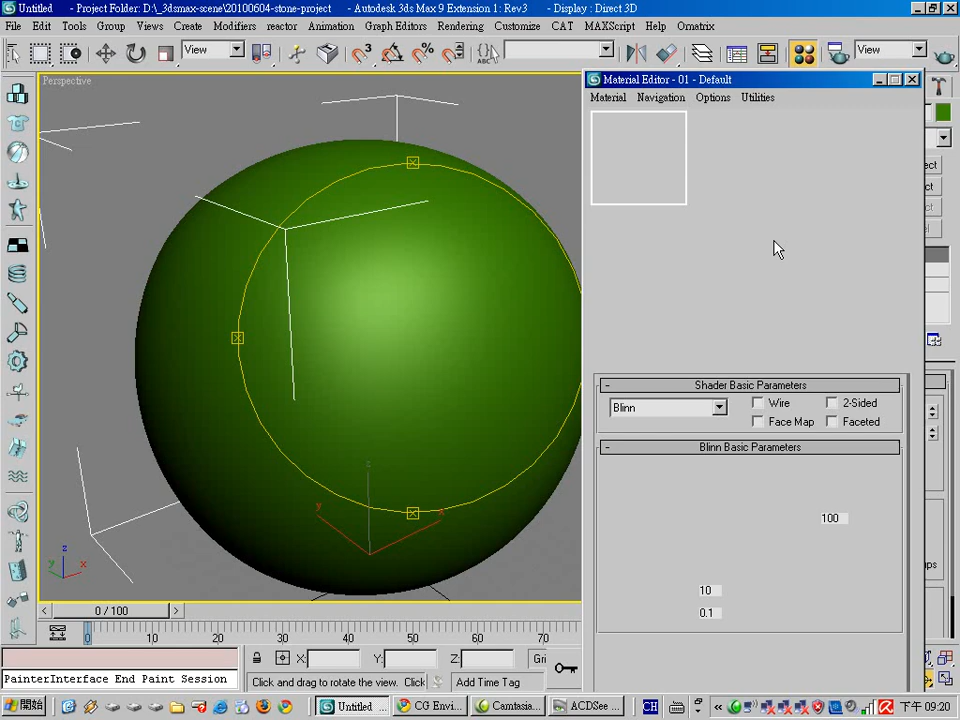 Untitled - Project Folder: D:\_3dsmax-scene\20100604-stone-project - Autodesk 3ds Max 9 Extension 1: Rev3 - Display : Direct 3D
File Edit Tools Group Views Create Modifiers reactor Animation Graph Editors Rendering Customize CAT MAXScript Help Omatrix
View
3
3
%
ABC
View
Perspective
Material Editor - 01 - Default
Material Navigation Options Utilities
Shader Basic Parameters
Blinn
Wire
2-Sided
Face Map
Faceted
Blinn Basic Parameters
100
10
0.1
z
y
x
z
y
x
0 / 100
0 10 20 30 40 50 60 70
X:
Y:
Z:
Gri
PainterInterface End Paint Session
Click and drag to rotate the view. Click
Add Time Tag
開始
Untitled ...
CG Envi...
Camtasia...
ACDSee ...
CH
下午 09:20